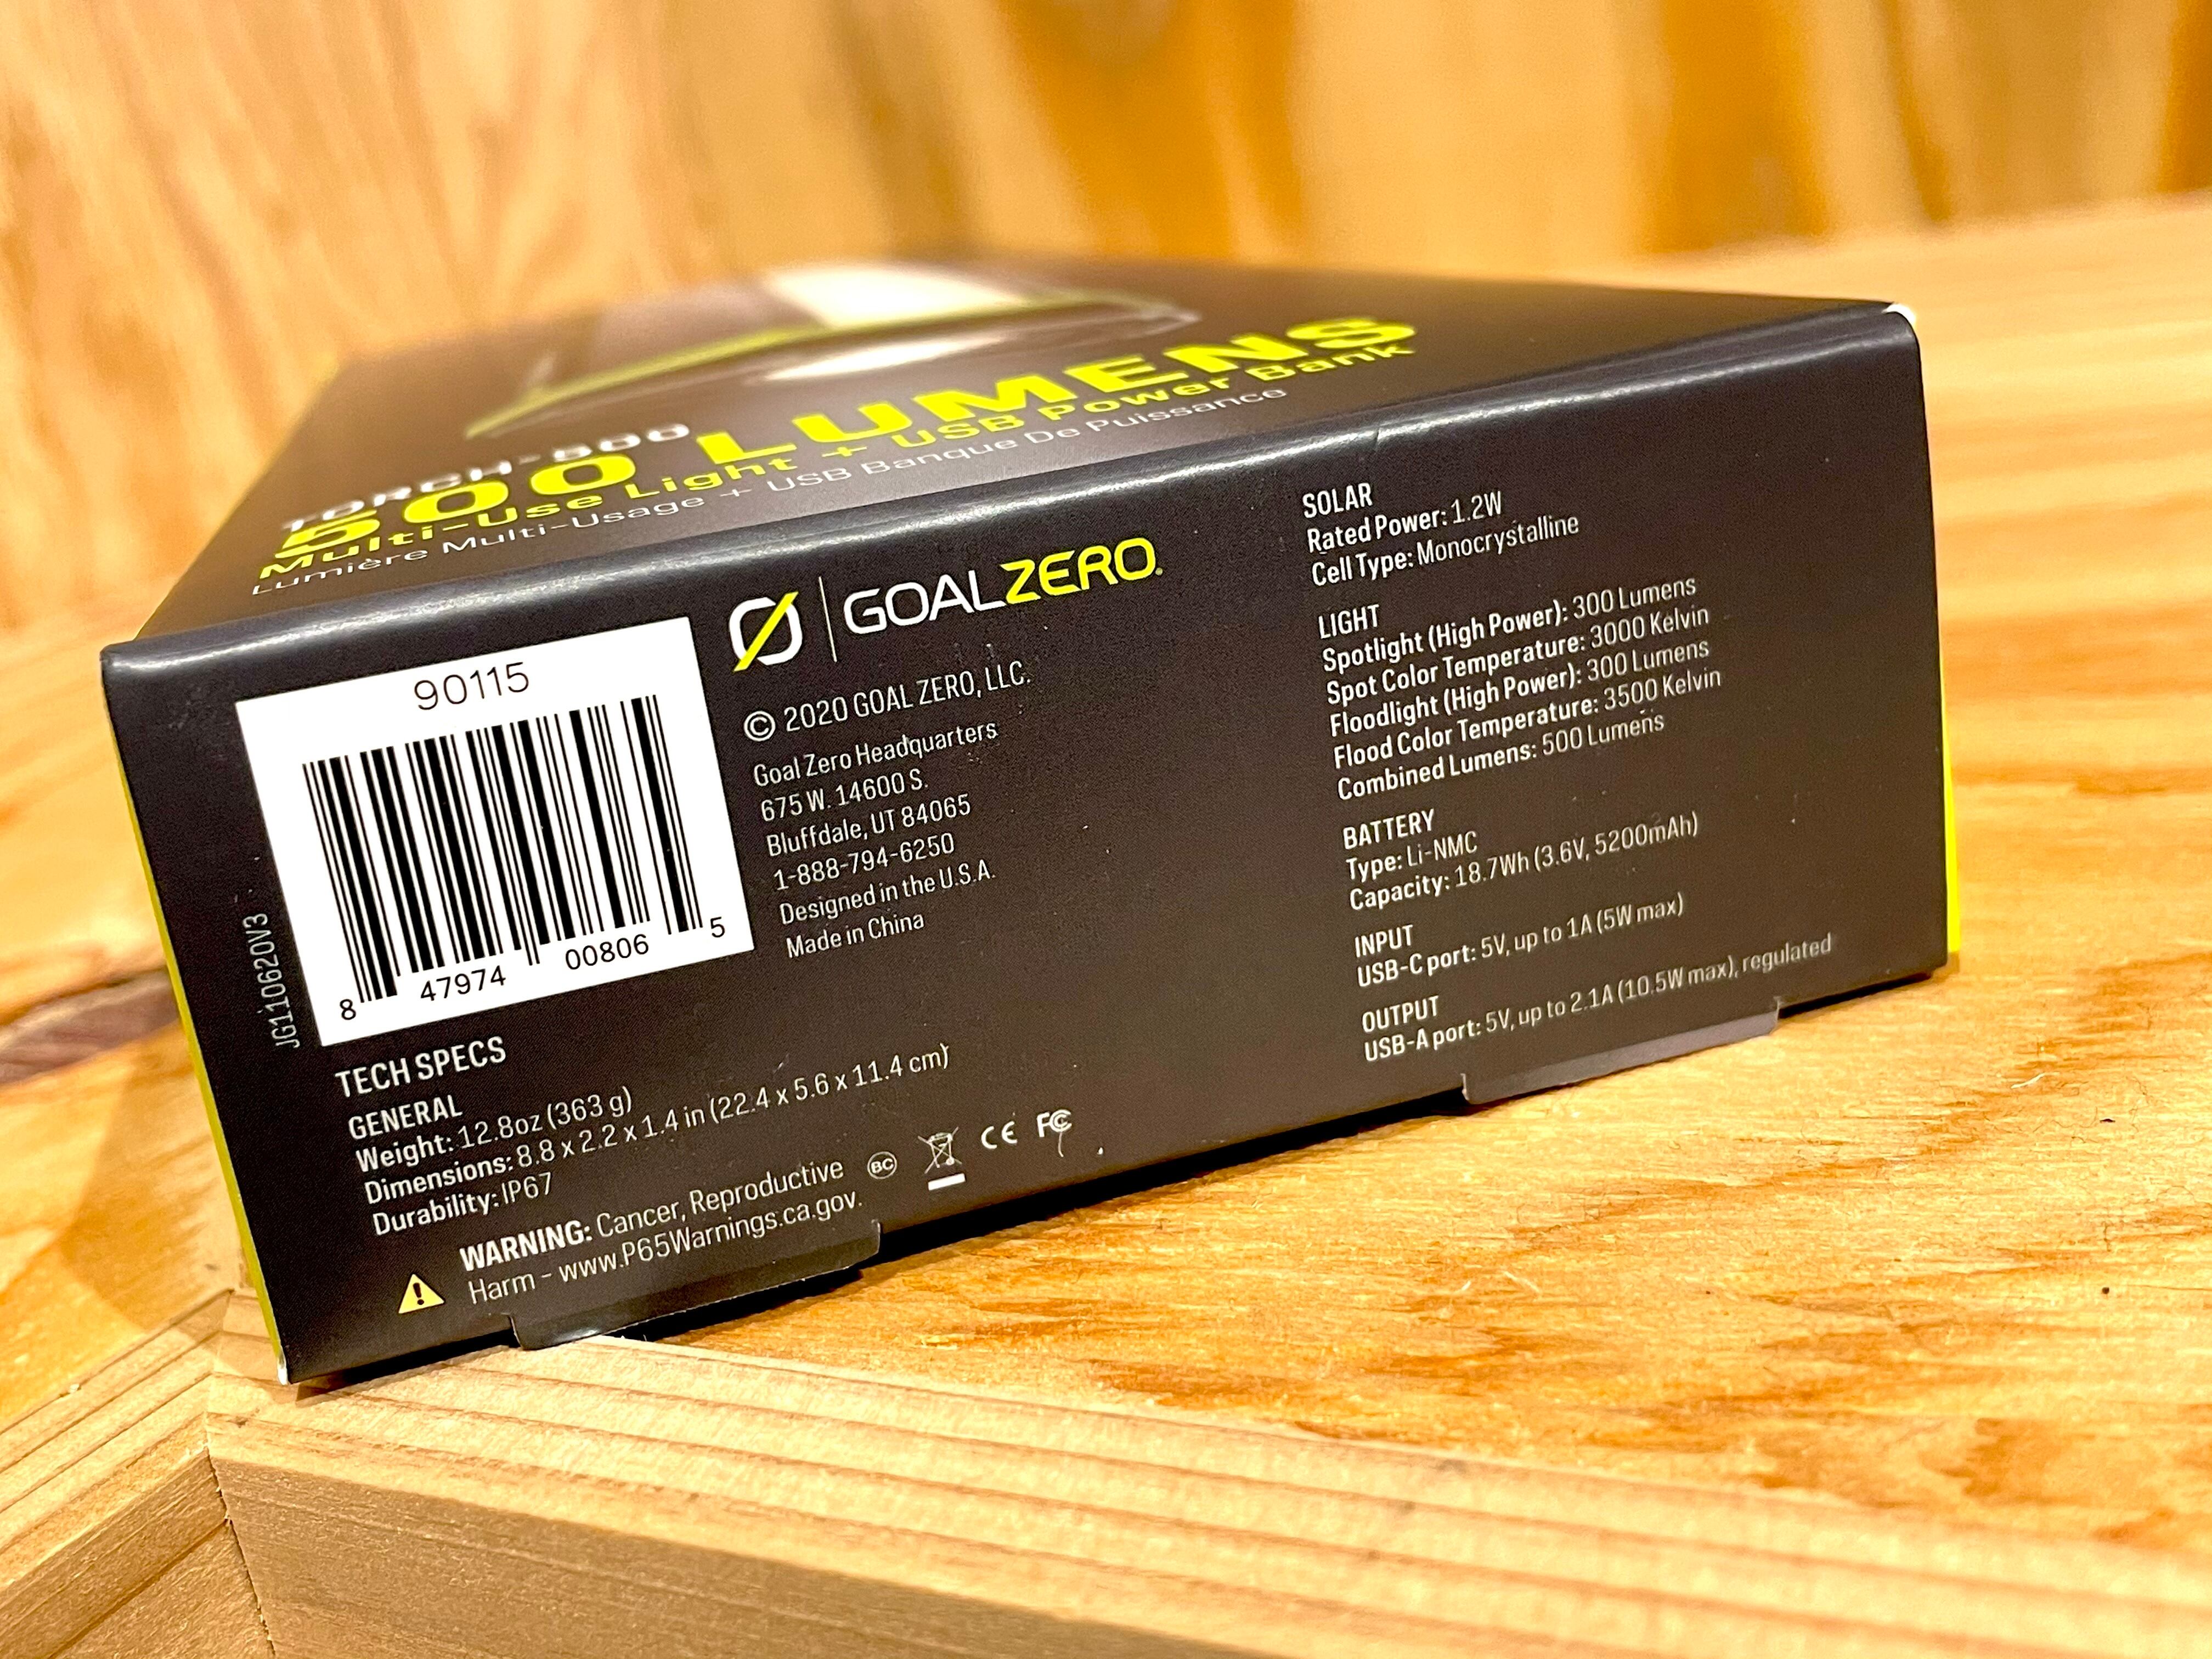 TORCH-500
500 LUMENS
Multi-Use Light + USB Power Bank
Lumière Multi-Usage + USB Banque De Puissance
90115
8 47974 00806 5
JG110620V3
GOALZERO.
© 2020 GOAL ZERO, LLC.
Goal Zero Headquarters
675 W. 14600 S.
Bluffdale, UT 84065
1-888-794-6250
Designed in the U.S.A.
Made in China
TECH SPECS
GENERAL
Weight: 12.8oz (363 g)
Dimensions: 8.8 x 2.2 x 1.4 in (22.4 x 5.6 x 11.4 cm)
Durability: IP67
WARNING: Cancer, Reproductive
Harm - www.P65Warnings.ca.gov.
BC
CE FC
SOLAR
Rated Power: 1.2W
Cell Type: Monocrystalline
LIGHT
Spotlight (High Power): 300 Lumens
Spot Color Temperature: 3000 Kelvin
Floodlight (High Power): 300 Lumens
Flood Color Temperature: 3500 Kelvin
Combined Lumens: 500 Lumens
BATTERY
Type: Li-NMC
Capacity: 18.7Wh (3.6V, 5200mAh)
INPUT
USB-C port: 5V, up to 1A (5W max)
OUTPUT
USB-A port: 5V, up to 2.1A (10.5W max), regulated